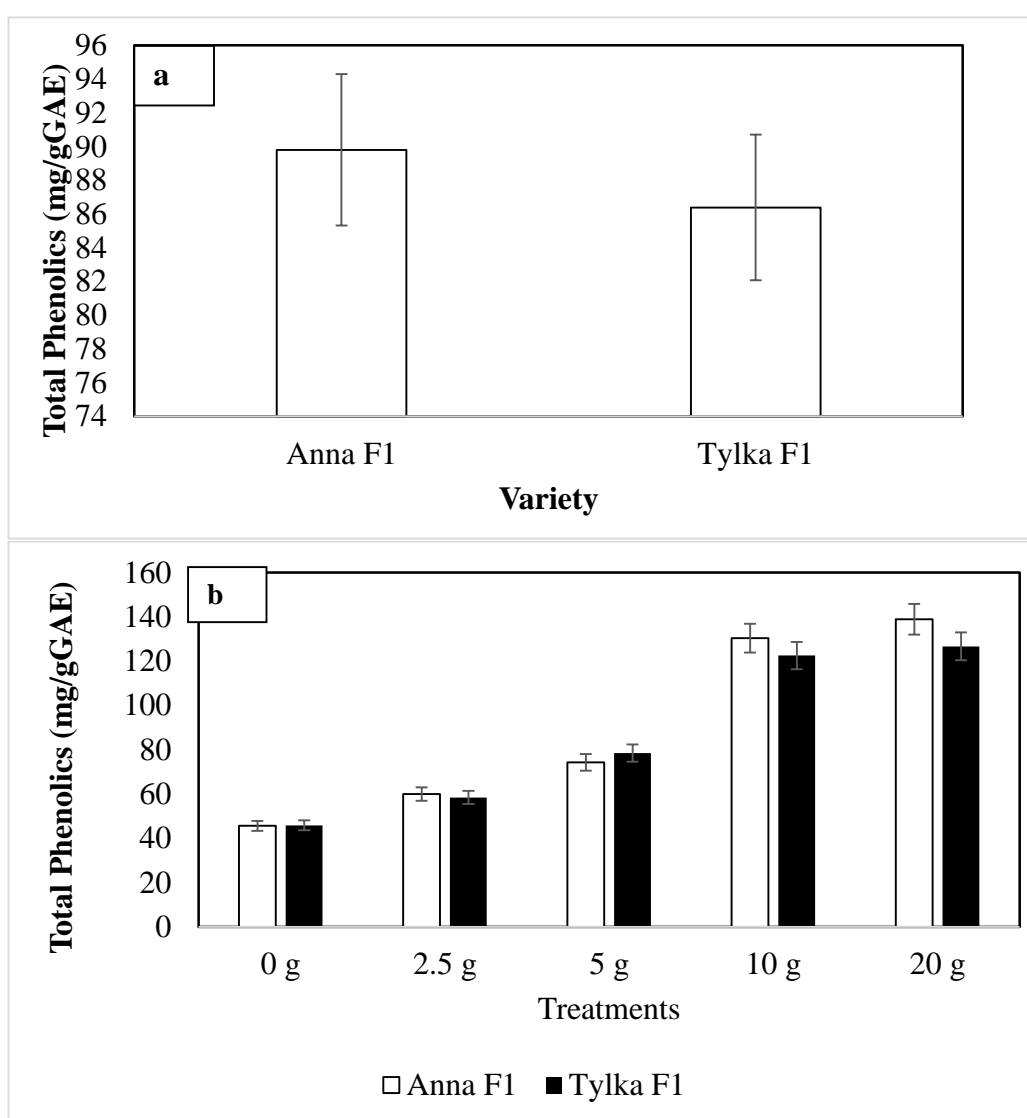 a
Total Phenolics (mg/gGAE)
96
94
92
90
88
86
84
82
80
78
76
74
Anna F1 Tylka F1
Variety
b
Total Phenolics (mg/gGAE)
160
140
120
100
80
60
40
20
0
0 g 2.5 g 5 g 10 g 20 g
Treatments
Anna F1 Tylka F1